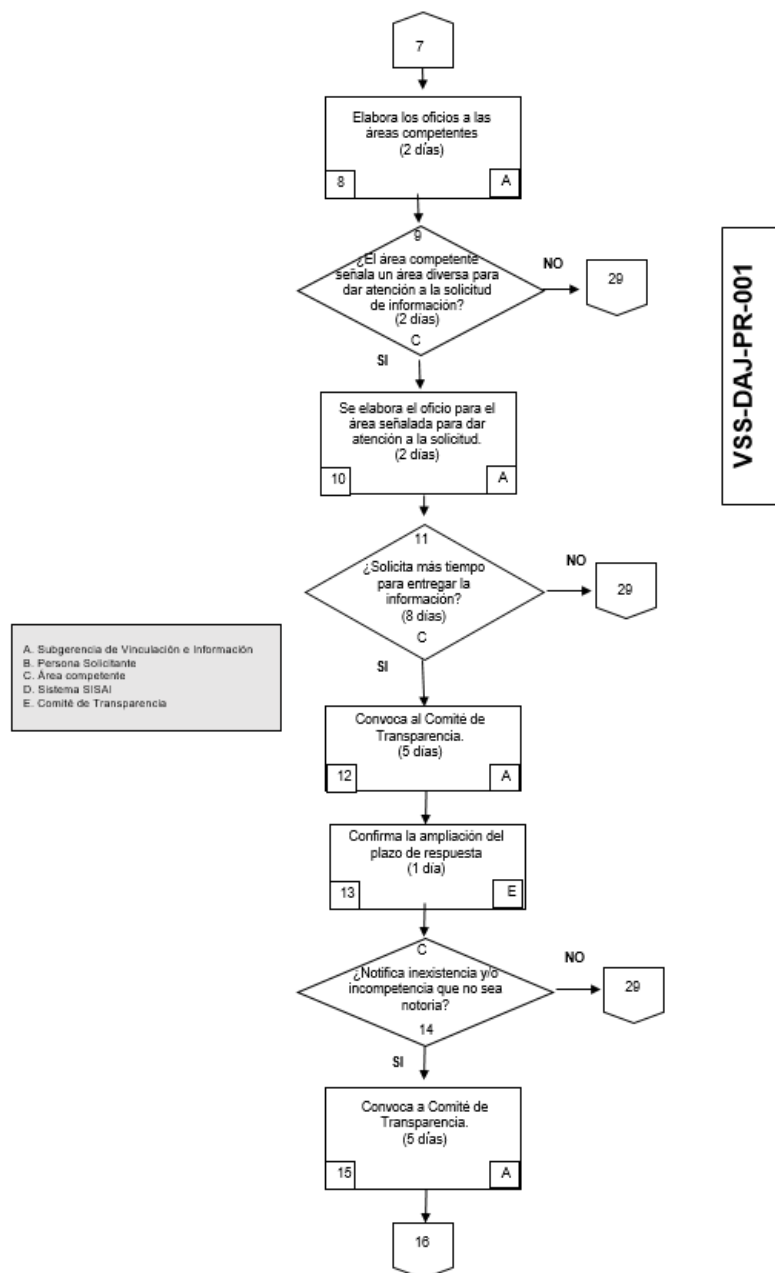 7
Elabora los oficios a las
áreas competentes
(2 días)
8
A
9
¿El área competente
señala un área diversa para
dar atención a la solicitud
de información?
(2 días)
C
NO
29
SI
VSS-DAJ-PR-001
Se elabora el oficio para el
área señalada para dar
atención a la solicitud.
(2 días)
10
A
11
¿Solicita más tiempo
para entregar la
información?
(8 días)
C
NO
29
SI
A. Subgerencia de Vinculación e Información
B. Persona Solicitante
C. Área competente
D. Sistema SISAI
E. Comité de Transparencia
Convoca al Comité de
Transparencia.
(5 días)
12
A
Confirma la ampliación del
plazo de respuesta
(1 día)
13
E
C
¿Notifica inexistencia y/o
incompetencia que no sea
notoria?
14
NO
29
SI
Convoca a Comité de
Transparencia.
(5 días)
15
A
16